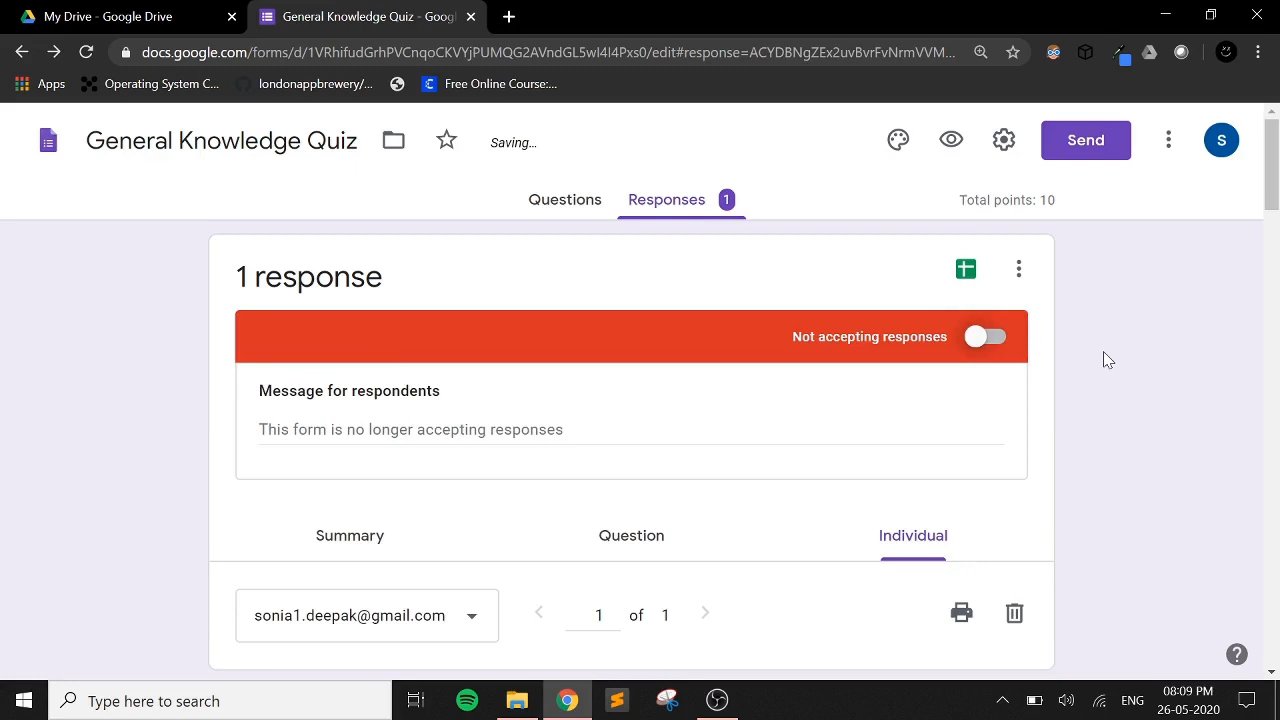 My Drive - Google Drive
General Knowledge Quiz - Googl
docs.google.com/forms/d/1VRhifudGrhPVCnqoCKVYjPUMQG2AVndGL5wl4l4Pxs0/edit#response=ACYDBNgZEx2uvBvrFvNrmVVM...
Apps
Operating System C...
londonappbrewery/...
Free Online Course:...
General Knowledge Quiz
Saving...
Send
S
Questions
Responses 1
Total points: 10
1 response
Not accepting responses
Message for respondents
This form is no longer accepting responses
Summary
Question
Individual
sonia1.deepak@gmail.com
1 of 1
Type here to search
ENG
08:09 PM
26-05-2020